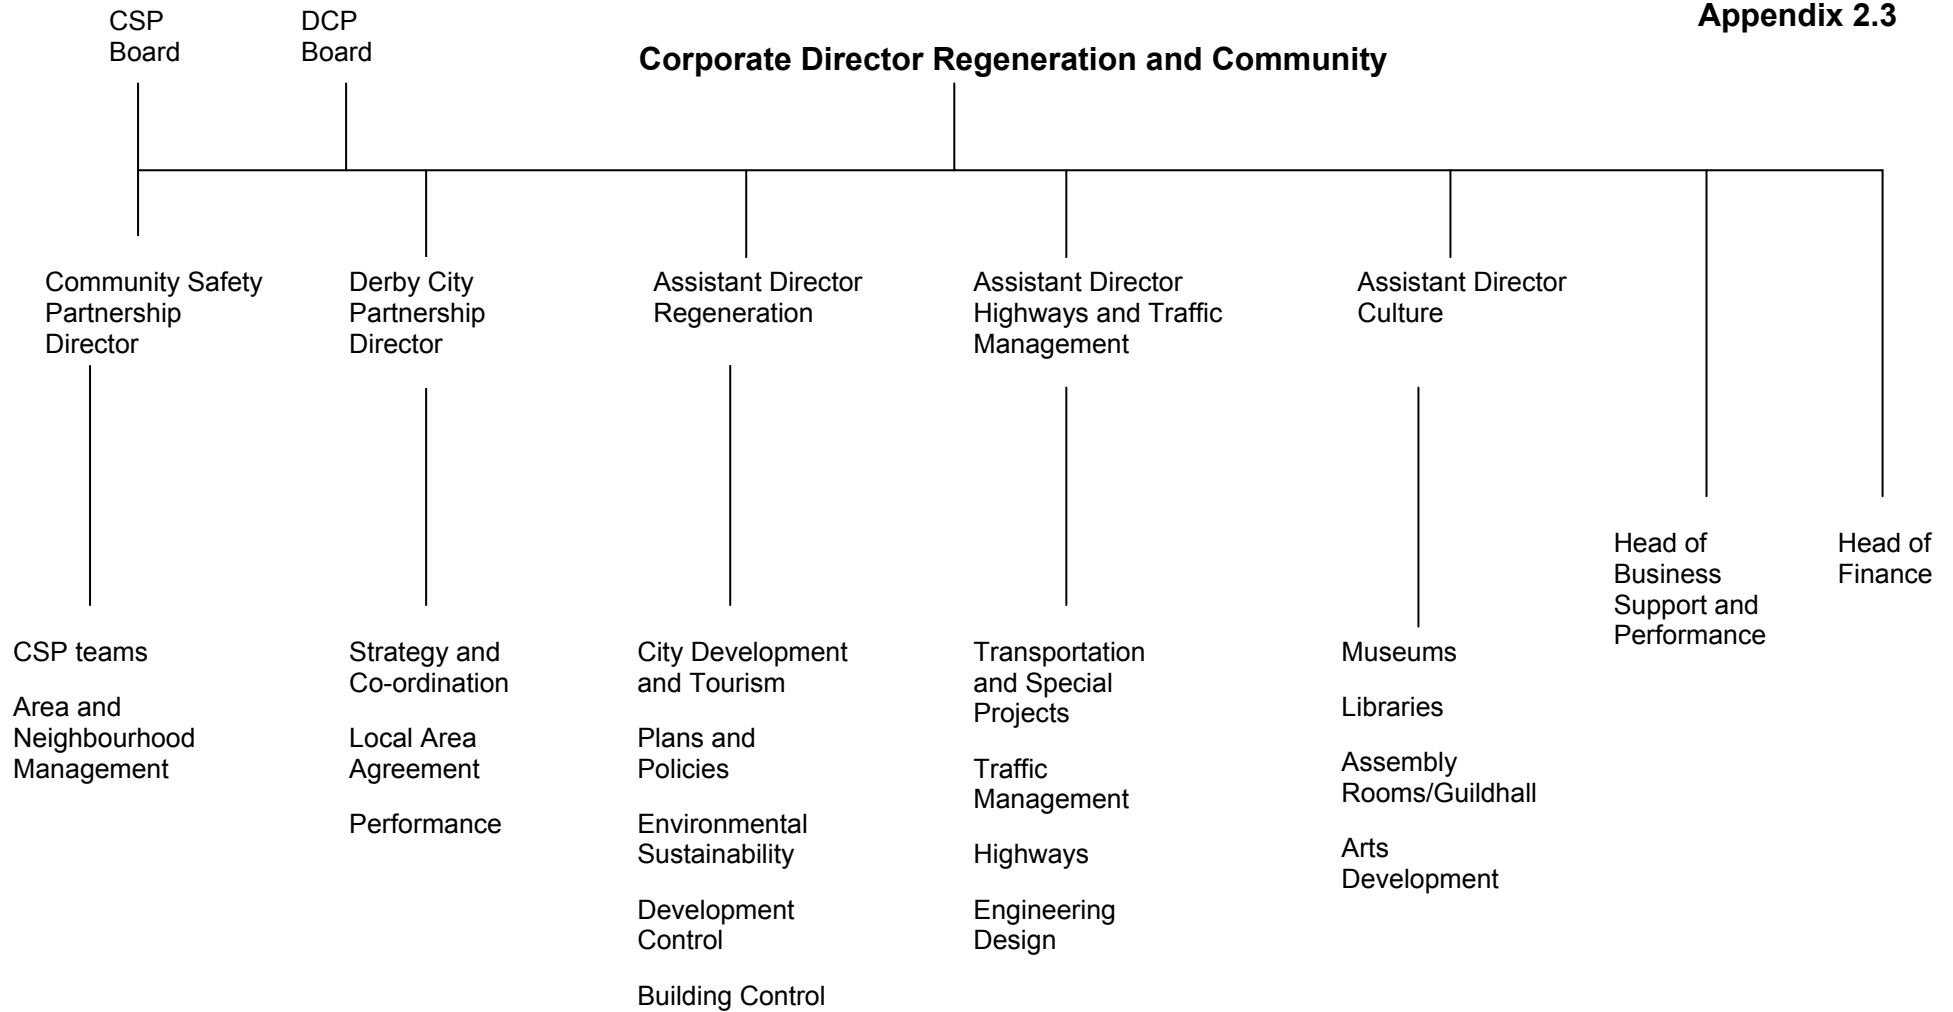 Appendix 2.3
CSP
Board
DCP
Board
Corporate Director Regeneration and Community
Community Safety
Partnership
Director
Derby City
Partnership
Director
Assistant Director
Regeneration
Assistant Director
Highways and Traffic
Management
Assistant Director
Culture
Head of
Business
Support and
Performance
Head of
Finance
CSP teams
Area and
Neighbourhood
Management
Strategy and
Co-ordination
Local Area
Agreement
Performance
City Development
and Tourism
Plans and
Policies
Environmental
Sustainability
Development
Control
Building Control
Transportation
and Special
Projects
Traffic
Management
Highways
Engineering
Design
Museums
Libraries
Assembly
Rooms/Guildhall
Arts
Development